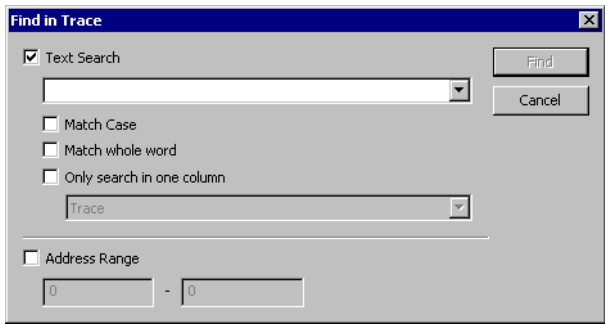 Find in Trace
Text Search
Find
Cancel
Match Case
Match whole word
Only search in one column
Trace
Address Range
0 - 0